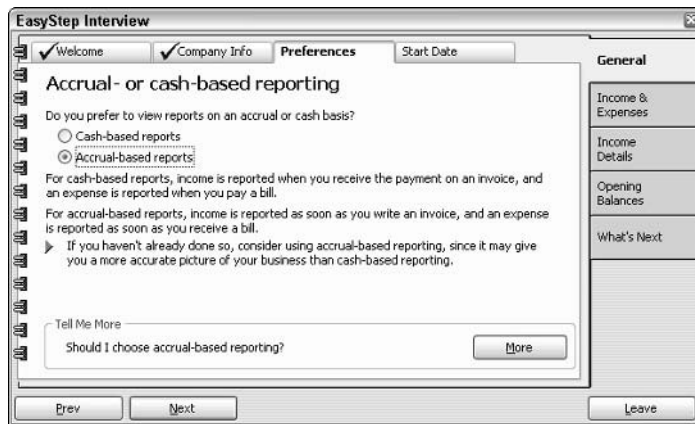 EasyStep Interview
Welcome
Company Info
Preferences
Start Date
General
Income &
Expenses
Income
Details
Opening
Balances
What's Next
Accrual- or cash-based reporting
Do you prefer to view reports on an accrual or cash basis?
Cash-based reports
Accrual-based reports
For cash-based reports, income is reported when you receive the payment on an invoice, and
an expense is reported when you pay a bill.
For accrual-based reports, income is reported as soon as you write an invoice, and an expense
is reported as soon as you receive a bill.
If you haven't already done so, consider using accrual-based reporting, since it may give
you a more accurate picture of your business than cash-based reporting.
Tell Me More
Should I choose accrual-based reporting?
More
Prev
Next
Leave